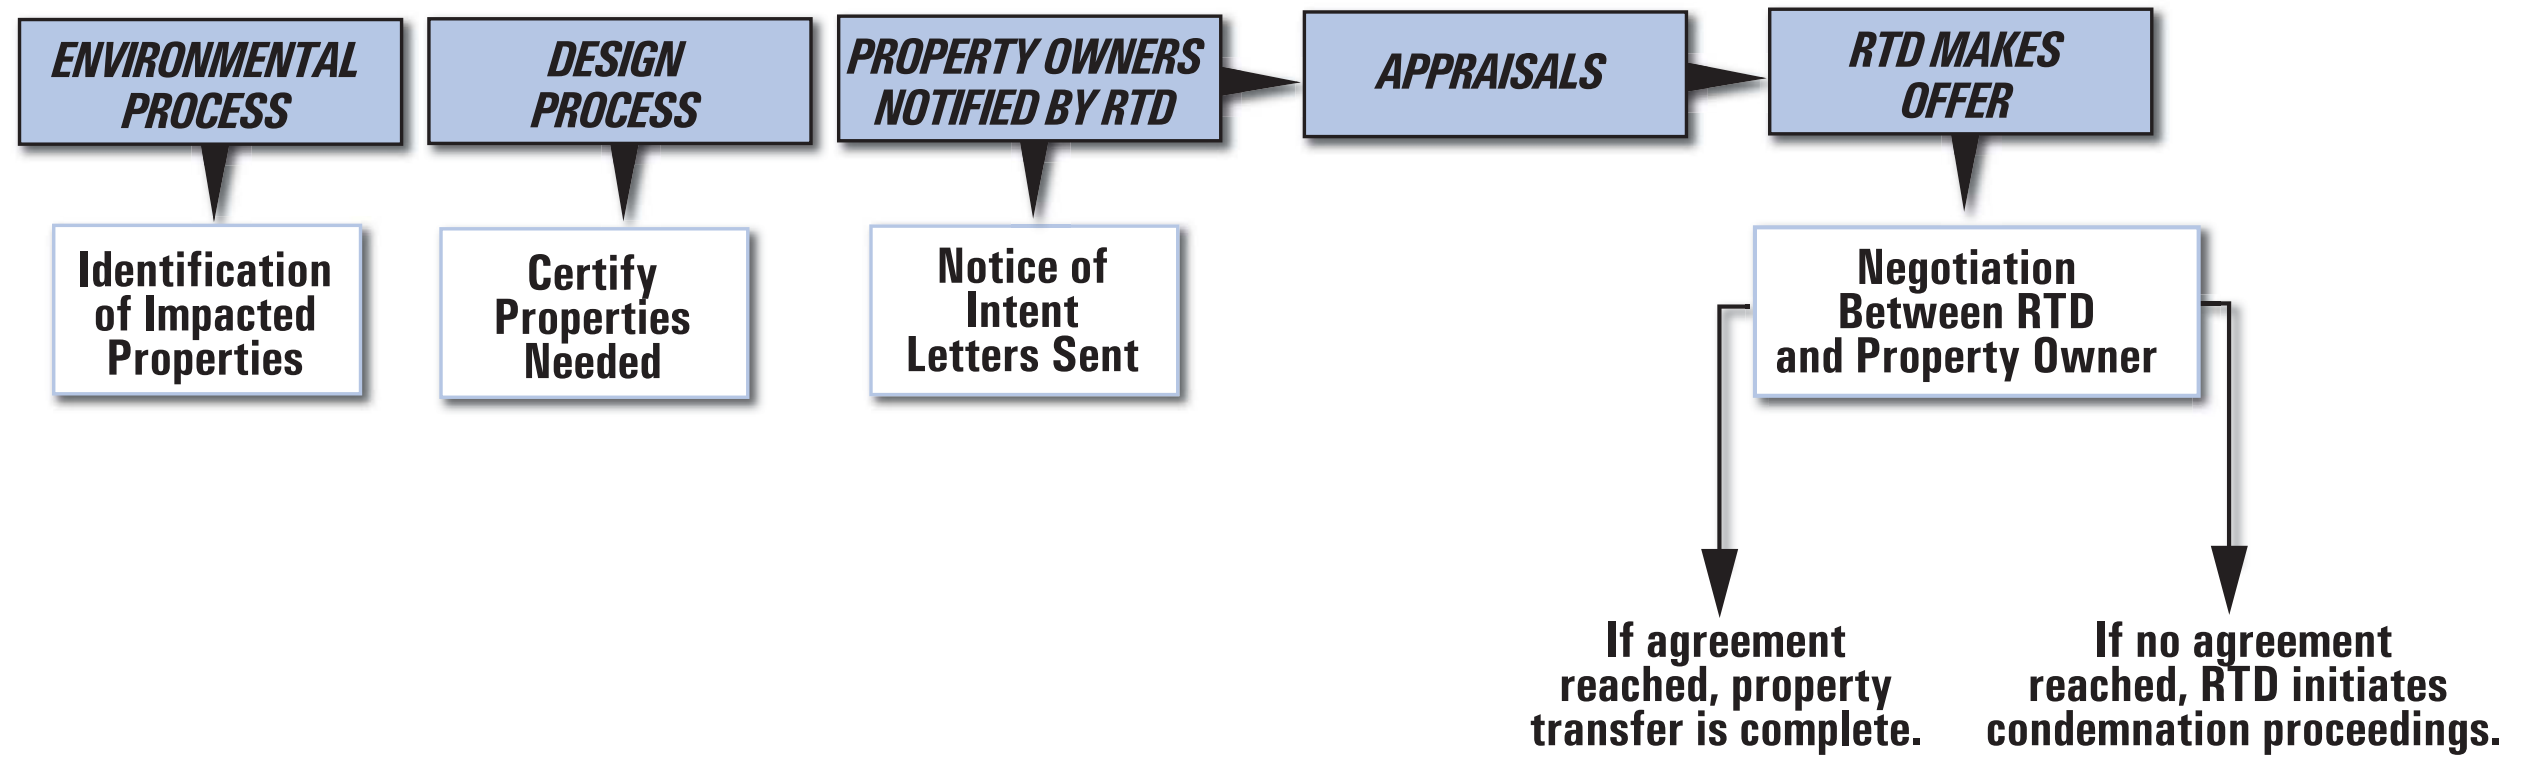 ENVIRONMENTAL
PROCESS
DESIGN
PROCESS
PROPERTY OWNERS
NOTIFIED BY RTD
APPRAISALS
RTD MAKES
OFFER
Identification
of Impacted
Properties
Certify
Properties
Needed
Notice of
Intent
Letters Sent
Negotiation
Between RTD
and Property Owner
If agreement
reached, property
transfer is complete.
If no agreement
reached, RTD initiates
condemnation proceedings.